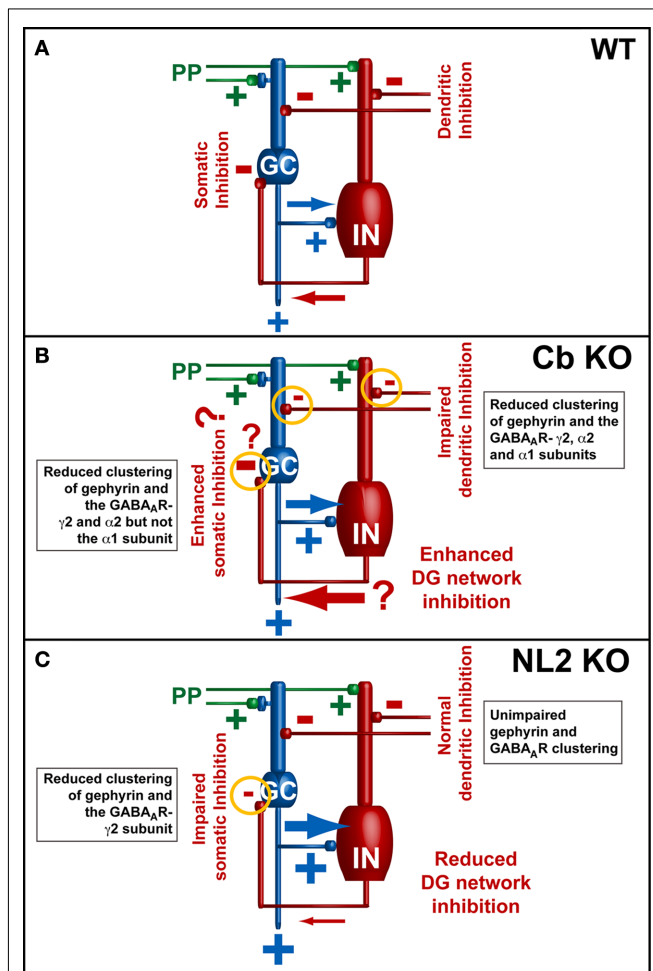 A
WT
PP
+
+
-
-
Dendritic
Inhibition
Somatic
Inhibition
-
GC
+
IN
+
B
Cb KO
PP
+
+
-
-
Impaired
dendritic Inhibition
Reduced clustering
of gephyrin and the
GABAAR- γ2, α2
and α1 subunits
?
?
Reduced clustering
of gephyrin and
the GABAAR-
γ2 and α2 but not
the α1 subunit
Enhanced
somatic Inhibition
-
GC
+
IN
Enhanced
DG network
inhibition
?
+
C
NL2 KO
PP
+
+
-
-
Normal
dendritic Inhibition
Unimpaired
gephyrin and
GABAAR clustering
Reduced clustering
of gephyrin and
the GABAAR-
γ2 subunit
Impaired
somatic Inhibition
-
GC
+
IN
Reduced
DG network
inhibition
+